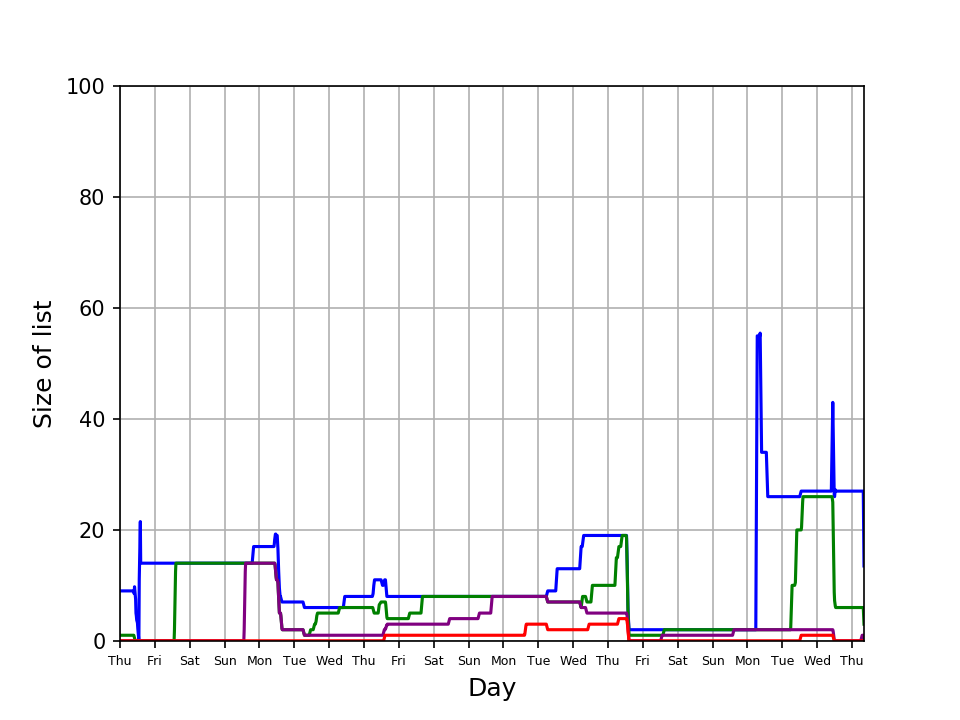 100
80
60
40
20
0
Size of list
Thu Fri Sat Sun Mon Tue Wed Thu Fri Sat Sun Mon Tue Wed Thu Fri Sat Sun Mon Tue Wed Thu
Day